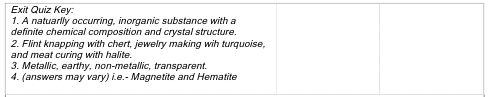 Exit Quiz Key:
1. A natuarlly occurring, inorganic substance with a
definite chemical composition and crystal structure.
2. Flint knapping with chert, jewelry making wih turquoise,
and meat curing with halite.
3. Metallic, earthy, non-metallic, transparent.
4. (answers may vary) i.e.- Magnetite and Hematite